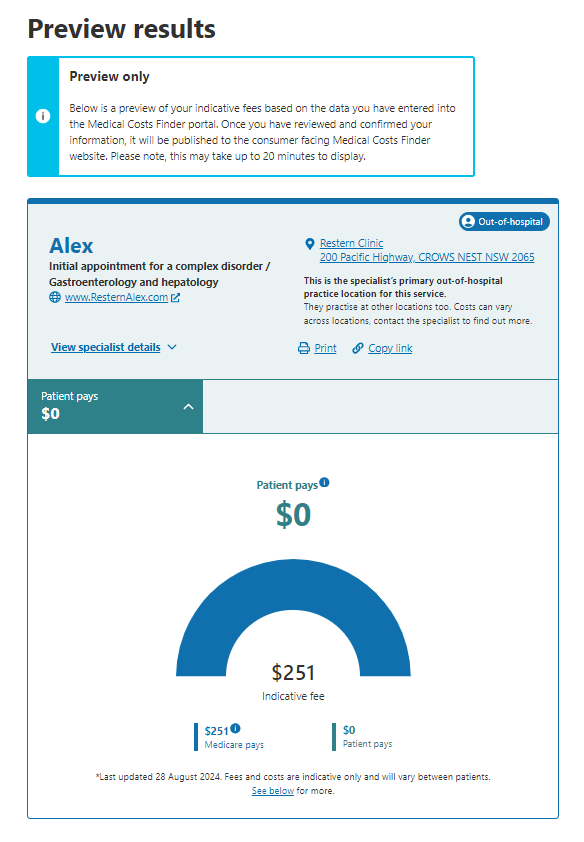 Preview results
Preview only
Below is a preview of your indicative fees based on the data you have entered into
the Medical Costs Finder portal. Once you have reviewed and confirmed your
information, it will be published to the consumer facing Medical Costs Finder
website. Please note, this may take up to 20 minutes to display.
Out-of-hospital
Alex
Initial appointment for a complex disorder /
Gastroenterology and hepatology
www.ResternAlex.com
View specialist details
Restern Clinic
200 Pacific Highway, CROWS NEST NSW 2065
This is the specialist's primary out-of-hospital
practice location for this service.
They practise at other locations too. Costs can vary
across locations, contact the specialist to find out more.
Print
Copy link
Patient pays
$0
Patient pays
$0
$251
Indicative fee
$251
Medicare pays
$0
Patient pays
*Last updated 28 August 2024. Fees and costs are indicative only and will vary between patients.
See below for more.